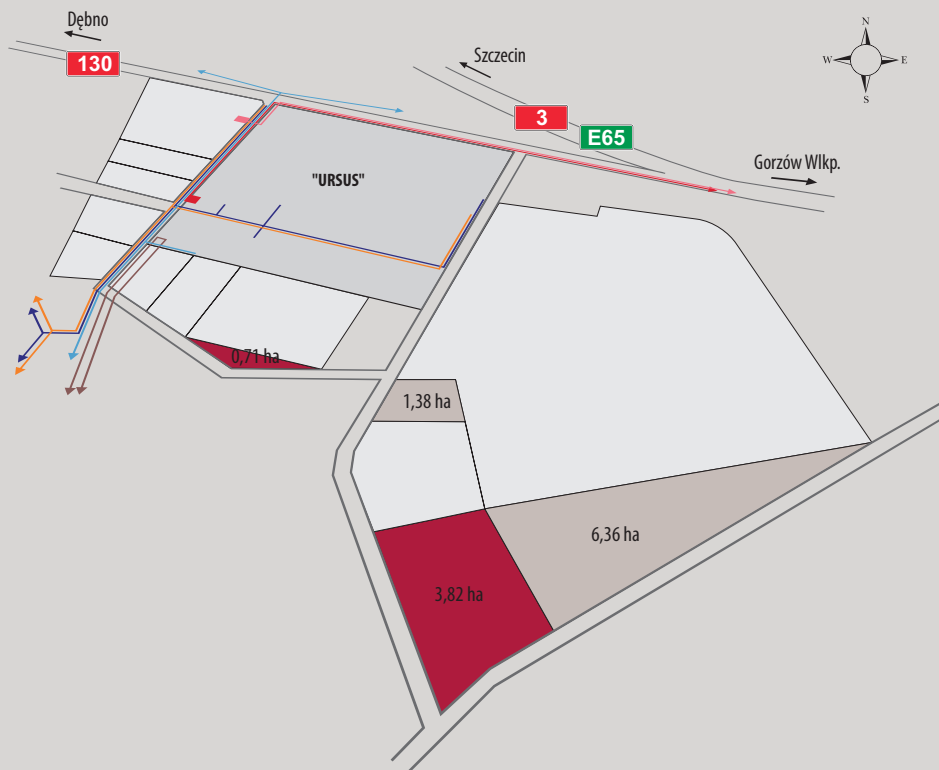 Dębno
130
Szczecin
3
E65
Gorzów Wlkp.
N
W
E
S
"URSUS"
0,71 ha
1,38 ha
6,36 ha
3,82 ha